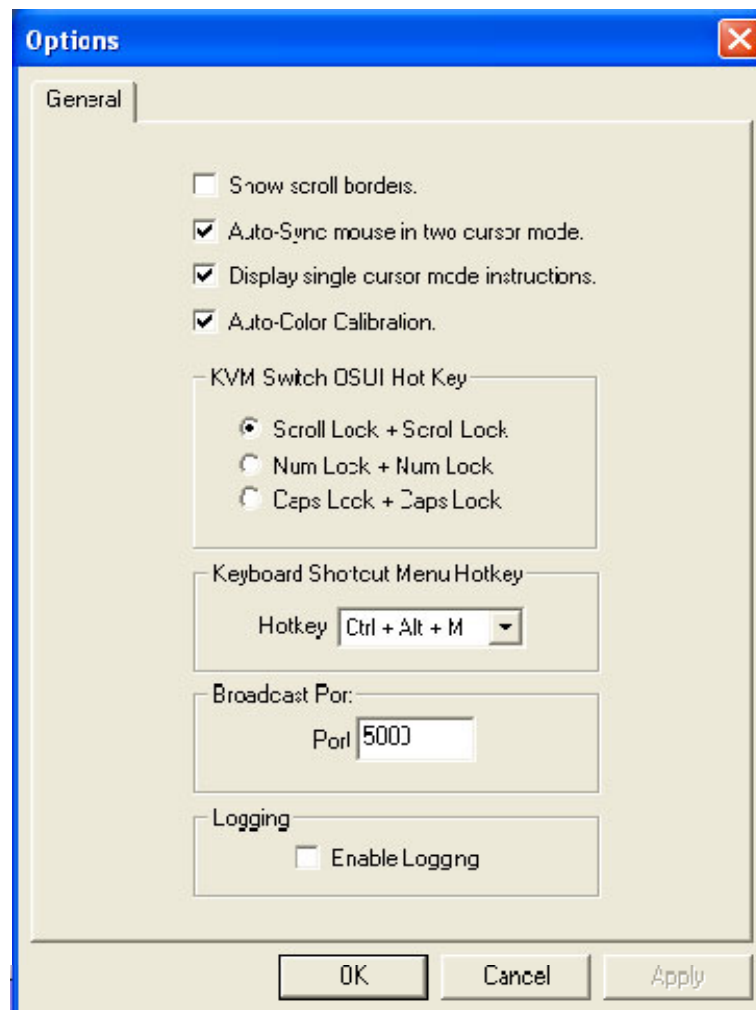 Options
General
Show scroll borders.
Auto-Sync mouse in two cursor mode.
Display single cursor mode instructions.
Auto-Color Calibration.
KVM Switch OSUI Hot Key
Scroll Lock + Scroll Lock
Num Lock + Num Lock
Caps Lock + Caps Lock
Keyboard Shortcut Menu Hotkey
Hotkey Ctrl + Alt + M
Broadcast Port
Port 5000
Logging
Enable Logging
OK Cancel Apply